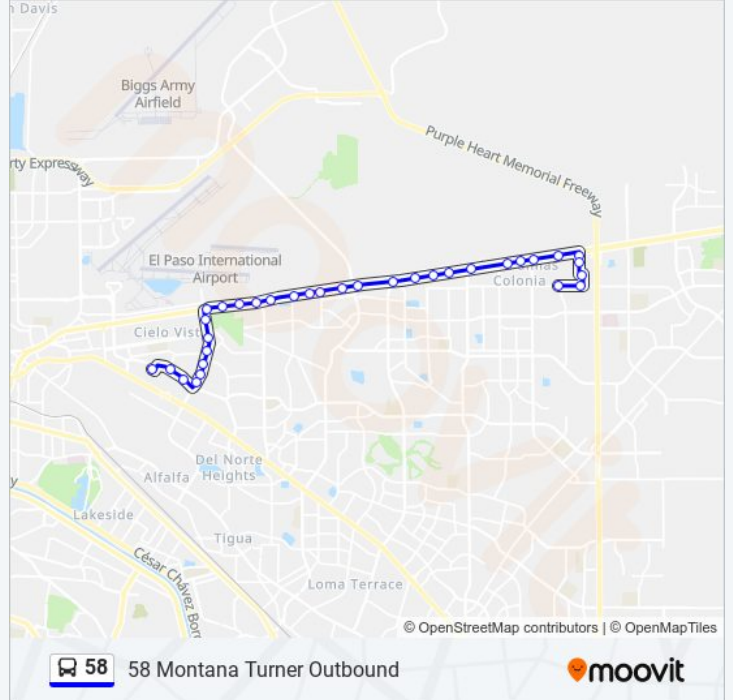 n Davis
Biggs Army
Airfield
Purple Heart Memorial Freeway
rty Expressway
El Paso International
Airport
Colonia
Cielo Vist
Del Norte
Heights
Alfalfa
y
Lakeside
Tigua
César Chávez Bor
Loma Terrace
© OpenStreetMap contributors | © OpenMapTiles
58 58 Montana Turner Outbound moovit